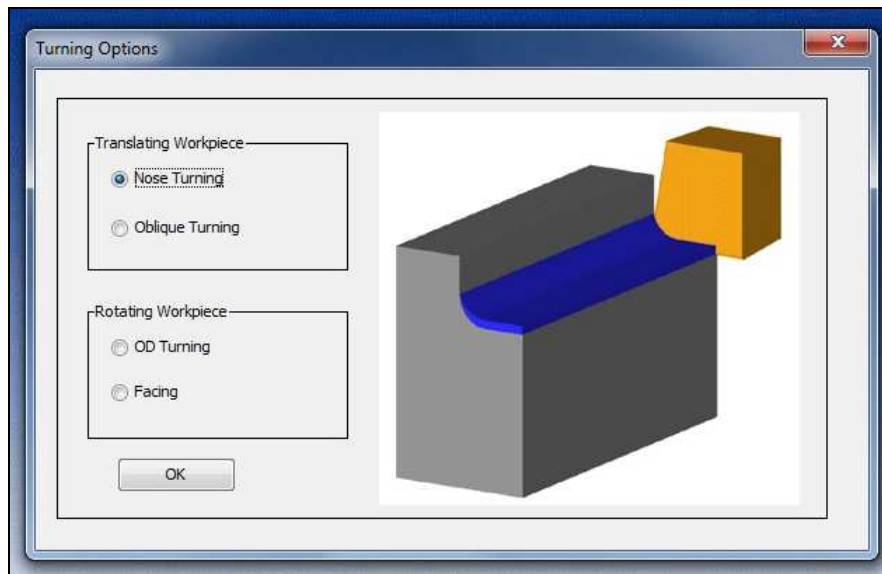 Turning Options
Translating Workpiece
Nose Turning
Oblique Turning
Rotating Workpiece
OD Turning
Facing
OK